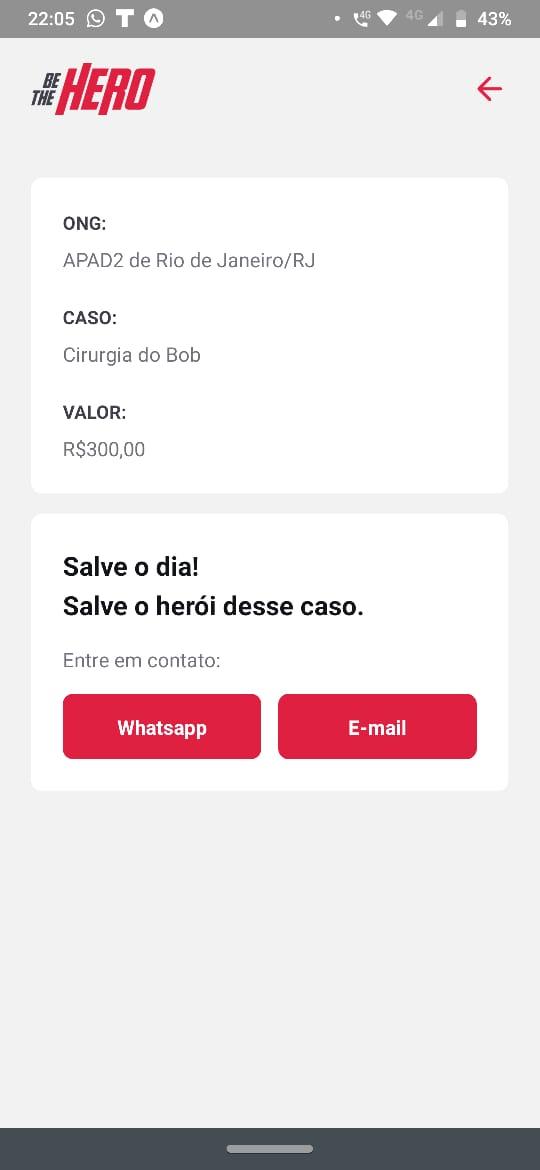 22:05
4G
4G
43%
BE
THE HERO
ONG:
APAD2 de Rio de Janeiro/RJ
CASO:
Cirurgia do Bob
VALOR:
R$300,00
Salve o dia!
Salve o herói desse caso.
Entre em contato:
Whatsapp
E-mail